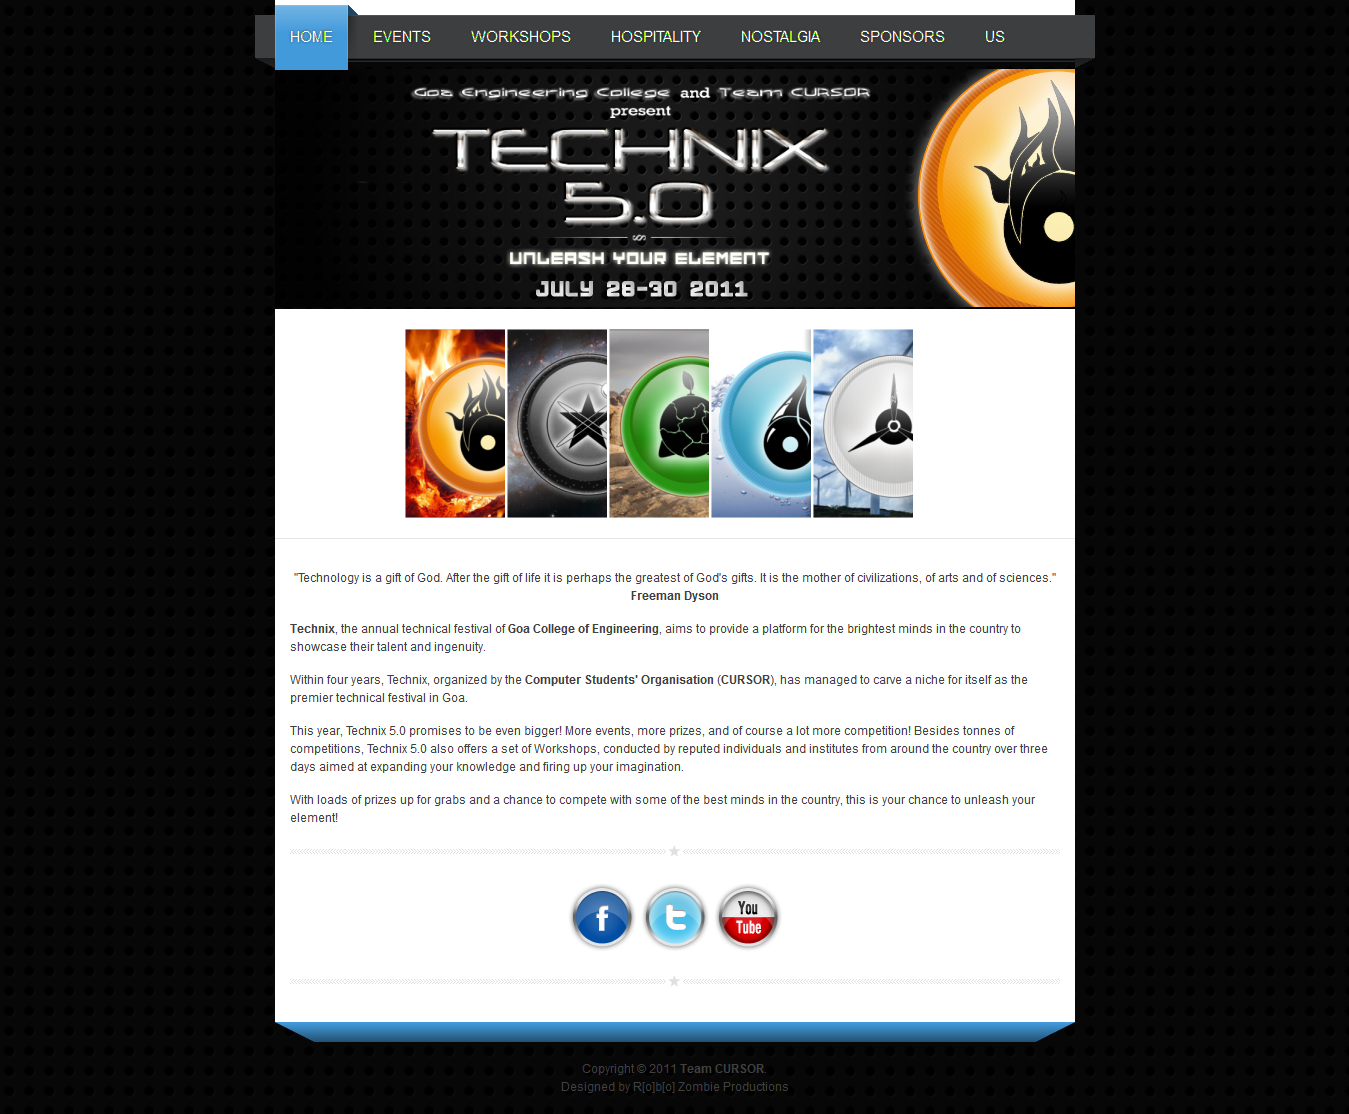 HOME EVENTS WORKSHOPS HOSPITALITY NOSTALGIA SPONSORS US
Goa Engineering College and Team CURSOR
present
TECHNIX
5.0
UNLEASH YOUR ELEMENT
JULY 28-30 2011
"Technology is a gift of God. After the gift of life it is perhaps the greatest of God's gifts. It is the mother of civilizations, of arts and of sciences."
Freeman Dyson
Technix, the annual technical festival of Goa College of Engineering, aims to provide a platform for the brightest minds in the country to
showcase their talent and ingenuity.
Within four years, Technix, organized by the Computer Students' Organisation (CURSOR), has managed to carve a niche for itself as the
premier technical festival in Goa.
This year, Technix 5.0 promises to be even bigger! More events, more prizes, and of course a lot more competition! Besides tonnes of
competitions, Technix 5.0 also offers a set of Workshops, conducted by reputed individuals and institutes from around the country over three
days aimed at expanding your knowledge and firing up your imagination.
With loads of prizes up for grabs and a chance to compete with some of the best minds in the country, this is your chance to unleash your
element!
f t You Tube
Copyright © 2011 Team CURSOR.
Designed by R[o]b[o] Zombie Productions